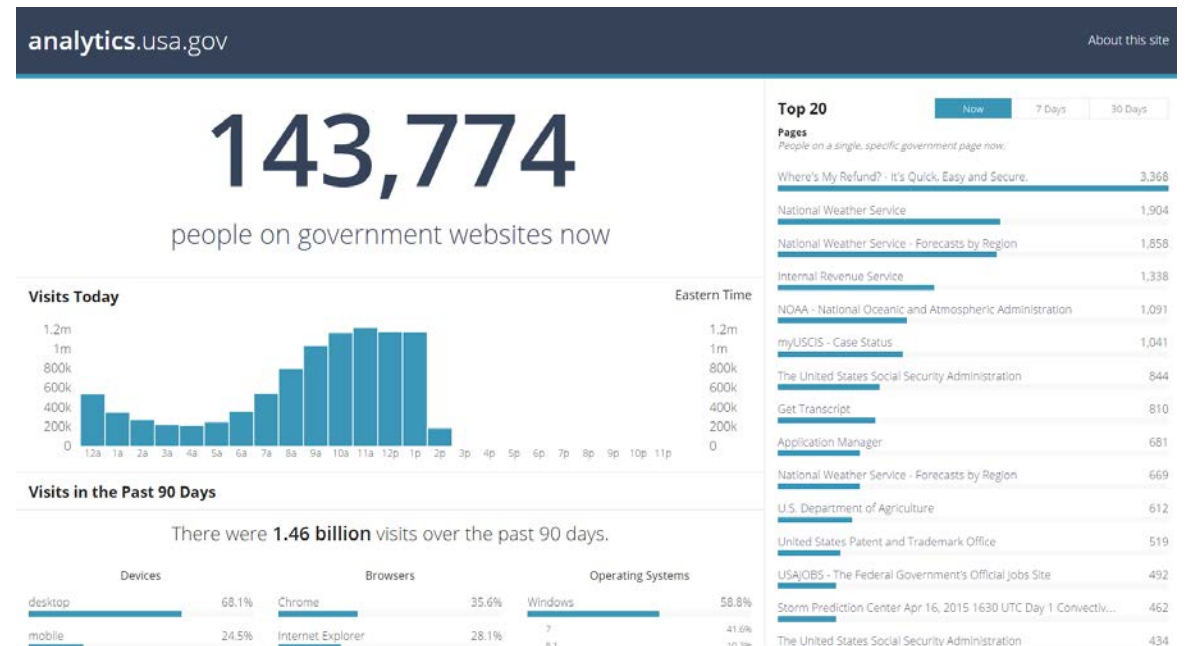 analytics.usa.gov
About this site
143,774
people on government websites now
Visits Today
Eastern Time
1.2m
1m
800k
600k
400k
200k
0
1.2m
1m
800k
600k
400k
200k
0
12a 1a 2a 3a 4a 5a 6a 7a 8a 9a 10a 11a 12p 1p 2p 3p 4p 5p 6p 7p 8p 9p 10p 11p
Visits in the Past 90 Days
There were 1.46 billion visits over the past 90 days.
Devices
desktop 68.1%
mobile 24.5%
Browsers
Chrome 35.6%
Internet Explorer 28.1%
Operating Systems
Windows 58.8%
7 41.6%
8.1 10.3%
Top 20
Now 7 Days 30 Days
Pages
People on a single, specific government page now.
Where's My Refund? - It's Quick, Easy and Secure. 3,368
National Weather Service 1,904
National Weather Service - Forecasts by Region 1,858
Internal Revenue Service 1,338
NOAA - National Oceanic and Atmospheric Administration 1,091
myUSCIS - Case Status 1,041
The United States Social Security Administration 844
Get Transcript 810
Application Manager 681
National Weather Service - Forecasts by Region 669
U.S. Department of Agriculture 612
United States Patent and Trademark Office 519
USAJOBS - The Federal Government's Official Jobs Site 492
Storm Prediction Center Apr 16, 2015 1630 UTC Day 1 Convectiv... 462
The United States Social Security Administration 434